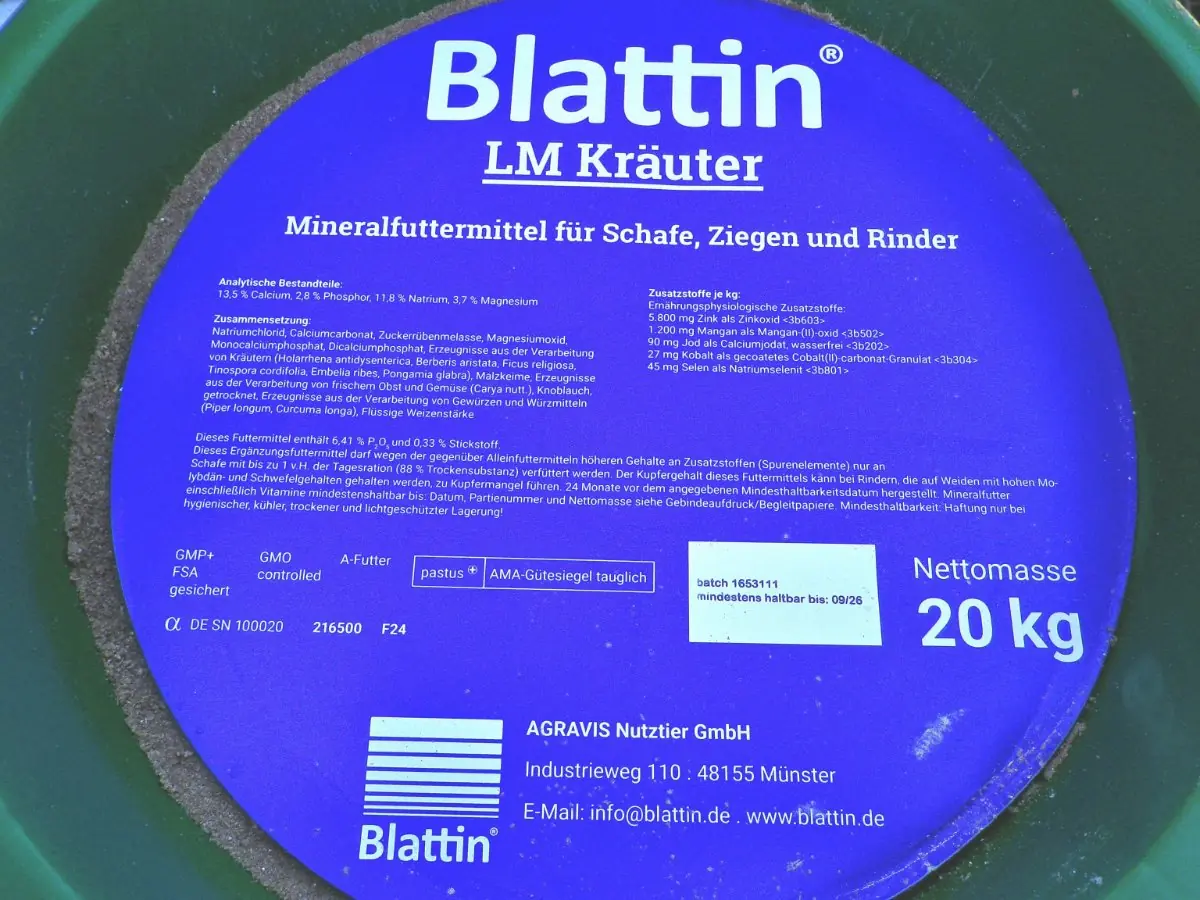 Blattin®
LM Kräuter
Mineralfuttermittel für Schafe, Ziegen und Rinder
Analytische Bestandteile:
13,5 % Calcium, 2,8 % Phosphor, 11,8 % Natrium, 3,7 % Magnesium
Zusammensetzung:
Natriumchlorid, Calciumcarbonat, Zuckerrübenmelasse, Magnesiumoxid,
Monocalciumphosphat, Dicalciumphosphat, Erzeugnisse aus der Verarbeitung
von Kräutern (Holarrhena antidysenterica, Berberis aristata, Ficus religiosa,
Tinospora cordifolia, Embelia ribes, Pongamia glabra), Malzkeime, Erzeugnisse
aus der Verarbeitung von frischem Obst und Gemüse (Carya nutt.), Knoblauch,
getrocknet, Erzeugnisse aus der Verarbeitung von Gewürzen und Würzmitteln
(Piper longum, Curcuma longa), Flüssige Weizenstärke
Zusatzstoffe je kg:
Ernährungsphysiologische Zusatzstoffe:
5.800 mg Zink als Zinkoxid <3b603>
1.200 mg Mangan als Mangan-(II)-oxid <3b502>
90 mg Jod als Calciumjodat, wasserfrei <3b202>
27 mg Kobalt als gecoatetes Cobalt(II)-carbonat-Granulat <3b304>
45 mg Selen als Natriumselenit <3b801>
Dieses Futtermittel enthält 6,41 % P₂O₅ und 0,33 % Stickstoff.
Dieses Ergänzungsfuttermittel darf wegen der gegenüber Alleinfuttermitteln höheren Gehalte an Zusatzstoffen (Spurenelemente) nur an
Schafe mit bis zu 1 v.H. der Tagesration (88 % Trockensubstanz) verfüttert werden. Der Kupfergehalt dieses Futtermittels kann bei Rindern, die auf Weiden mit hohen Mo-
lybdän- und Schwefelgehalten gehalten werden, zu Kupfermangel führen. 24 Monate vor dem angegebenen Mindesthaltbarkeitsdatum hergestellt. Mineralfutter
einschließlich Vitamine mindestenshaltbar bis: Datum, Partienummer und Nettomasse siehe Gebindeaufdruck/Begleitpapiere. Mindesthaltbarkeit: Haftung nur bei
hygienischer, kühler, trockener und lichtgeschützter Lagerung!
GMP+
FSA
gesichert
GMO
controlled
A-Futter
pastus+ AMA-Gütesiegel tauglich
batch 1653111
mindestens haltbar bis: 09/26
Nettomasse
20 kg
α DE SN 100020 216500 F24
AGRAVIS Nutztier GmbH
Industrieweg 110 . 48155 Münster
E-Mail: info@blattin.de . www.blattin.de
Blattin®